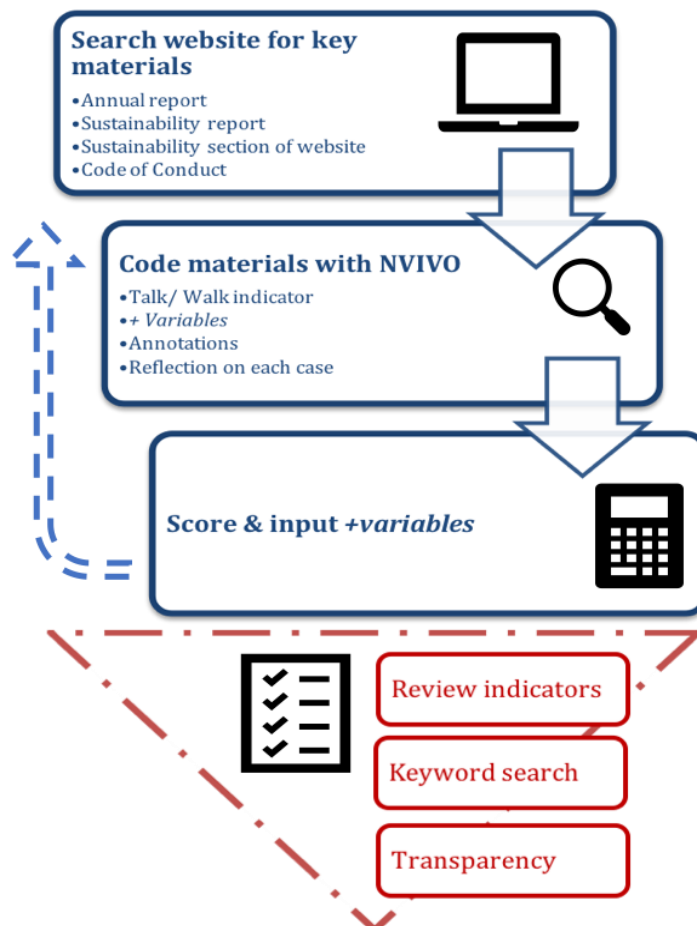 Search website for key
materials
•Annual report
•Sustainability report
•Sustainability section of website
•Code of Conduct
Code materials with NVIVO
•Talk/ Walk indicator
•+ Variables
•Annotations
•Reflection on each case
Score & input +variables
Review indicators
Keyword search
Transparency